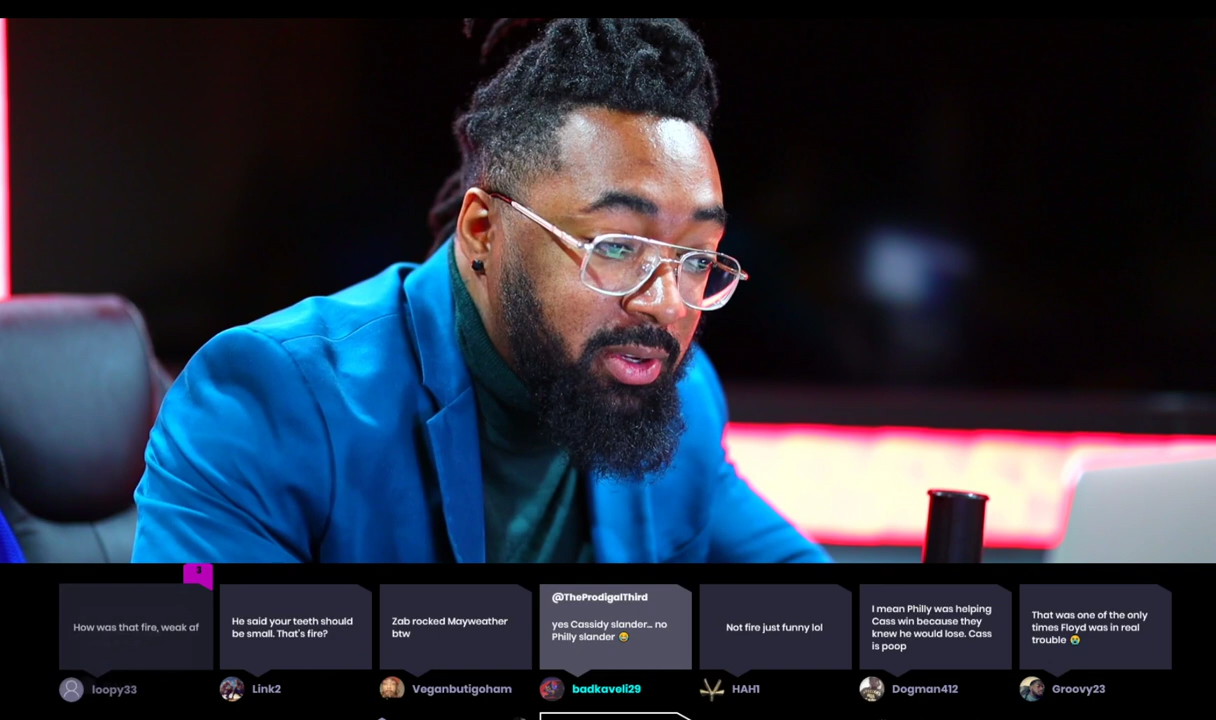 3
How was that fire, weak af
loopy33
He said your teeth should
be small. That's fire?
Link2
Zab rocked Mayweather
btw
Veganbutigoham
@TheProdigalThird
yes Cassidy slander... no
Philly slander 😂
badkaveli29
Not fire just funny lol
HAH1
I mean Philly was helping
Cass win because they
knew he would lose. Cass
is poop
Dogman412
That was one of the only
times Floyd was in real
trouble 😭
Groovy23